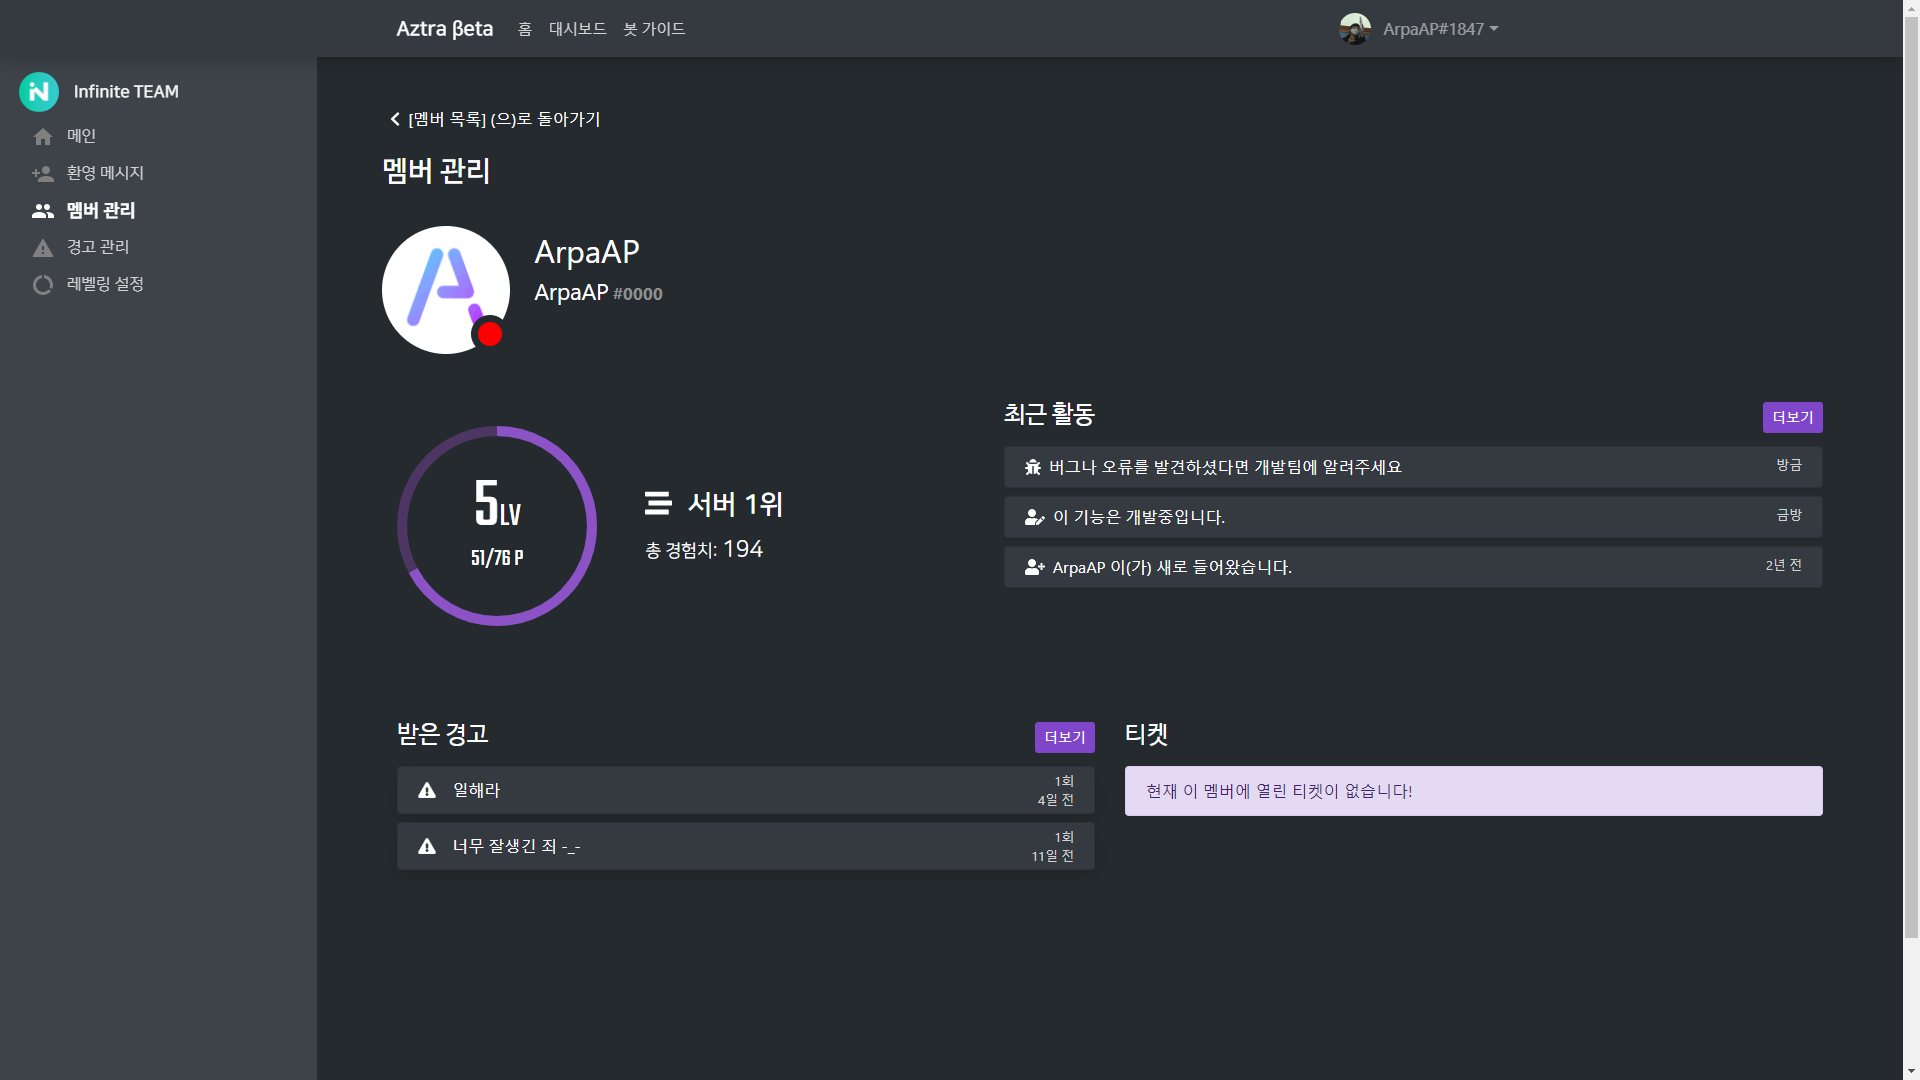 Aztra βeta 홈 대시보드 봇 가이드 ArpaAP#1847
Infinite TEAM
메인
환영 메시지
멤버 관리
경고 관리
레벨링 설정
[멤버 목록] (으)로 돌아가기
멤버 관리
ArpaAP
ArpaAP #0000
5LV
51/76 P
서버 1위
총 경험치: 194
최근 활동 더보기
버그나 오류를 발견하셨다면 개발팀에 알려주세요 방금
이 기능은 개발중입니다. 금방
ArpaAP 이(가) 새로 들어왔습니다. 2년 전
받은 경고 더보기
일해라 1회
4일 전
너무 잘생긴 죄 -_- 1회
11일 전
티켓
현재 이 멤버에 열린 티켓이 없습니다!